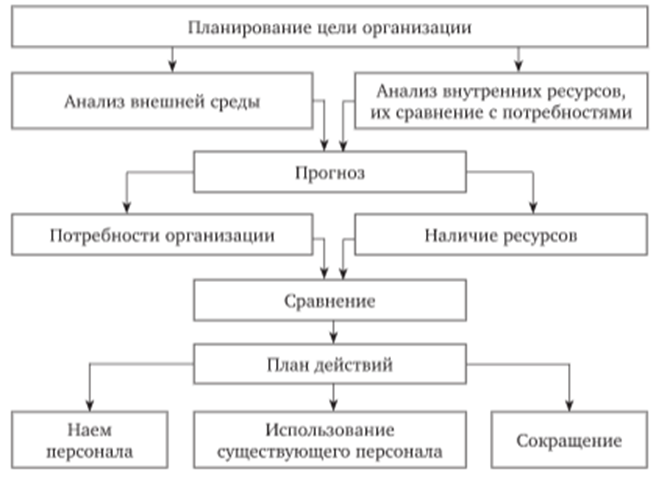 Планирование цели организации
Анализ внешней среды
Анализ внутренних ресурсов,
их сравнение с потребностями
Прогноз
Потребности организации
Наличие ресурсов
Сравнение
План действий
Наем
персонала
Использование
существующего персонала
Сокращение